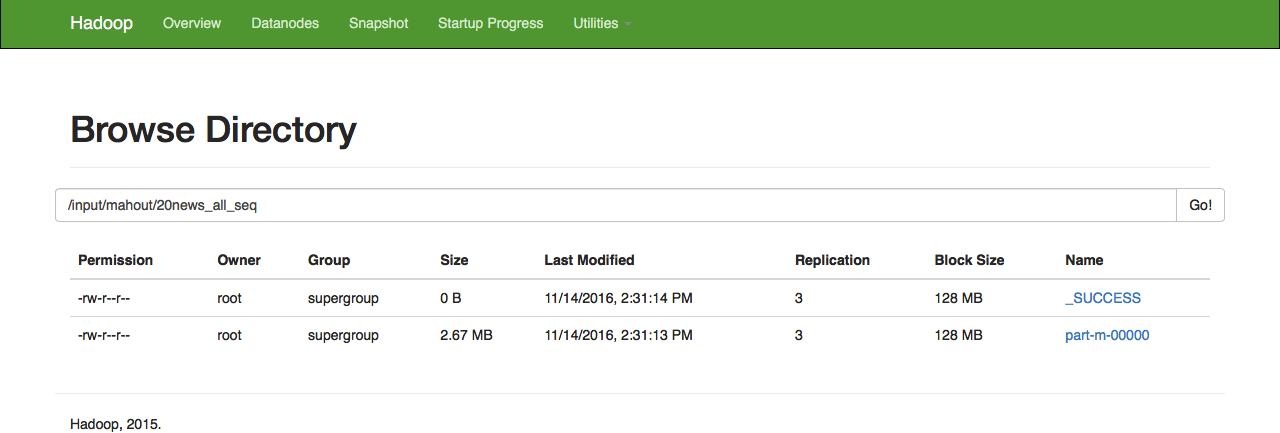 Hadoop Overview Datanodes Snapshot Startup Progress Utilities
Browse Directory
/input/mahout/20news_all_seq Go!
Permission Owner Group Size Last Modified Replication Block Size Name
-rw-r--r-- root supergroup 0 B 11/14/2016, 2:31:14 PM 3 128 MB _SUCCESS
-rw-r--r-- root supergroup 2.67 MB 11/14/2016, 2:31:13 PM 3 128 MB part-m-00000
Hadoop, 2015.